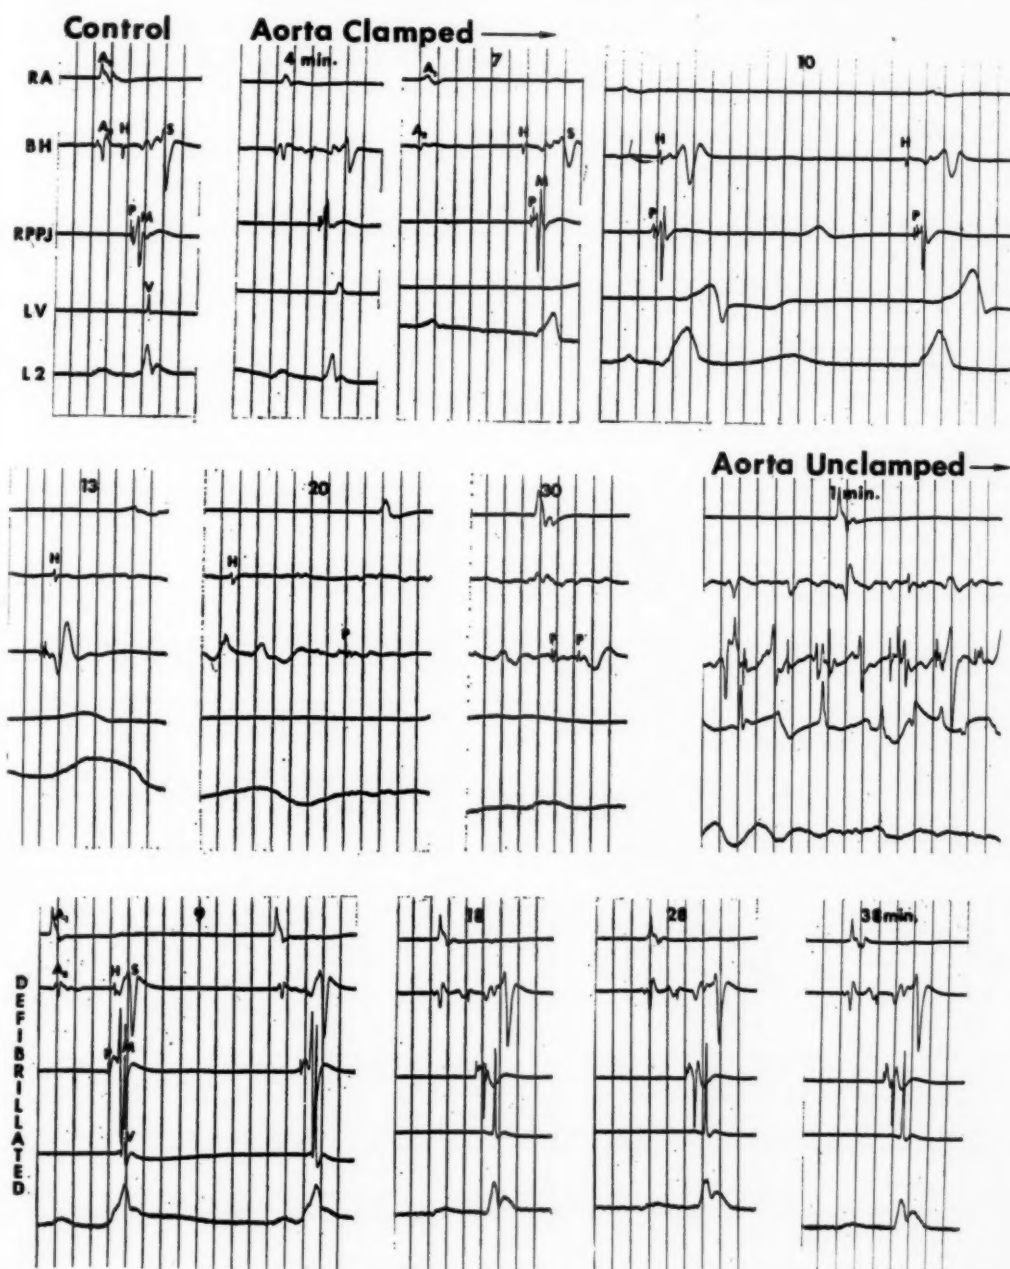 Control Aorta Clamped
4 min. 7 10
RA A A
BH A H S A H S H H
RPPJ P M P P M P P
LV V
L2
Aorta Unclamped
13 20 30 1 min.
H H
P P P'
DEFIBRILLATED
A 9 18 28 38 min.
A H S
P M
V